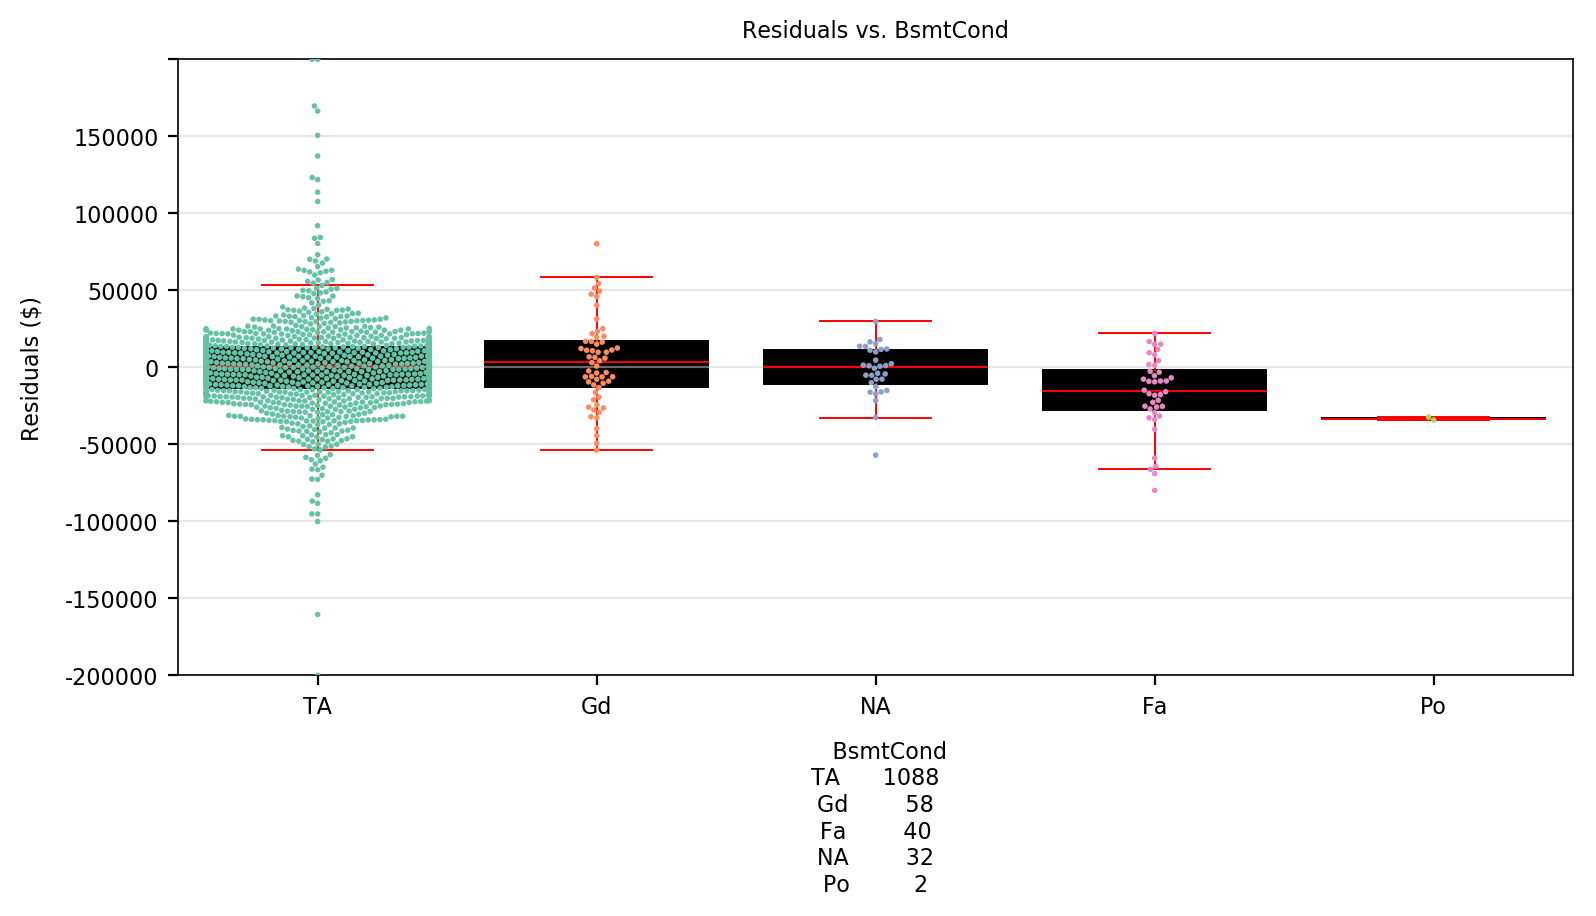 Residuals vs. BsmtCond
Residuals ($)
150000
100000
50000
0
-50000
-100000
-150000
-200000
TA Gd NA Fa Po
BsmtCond
TA 1088
Gd 58
Fa 40
NA 32
Po 2